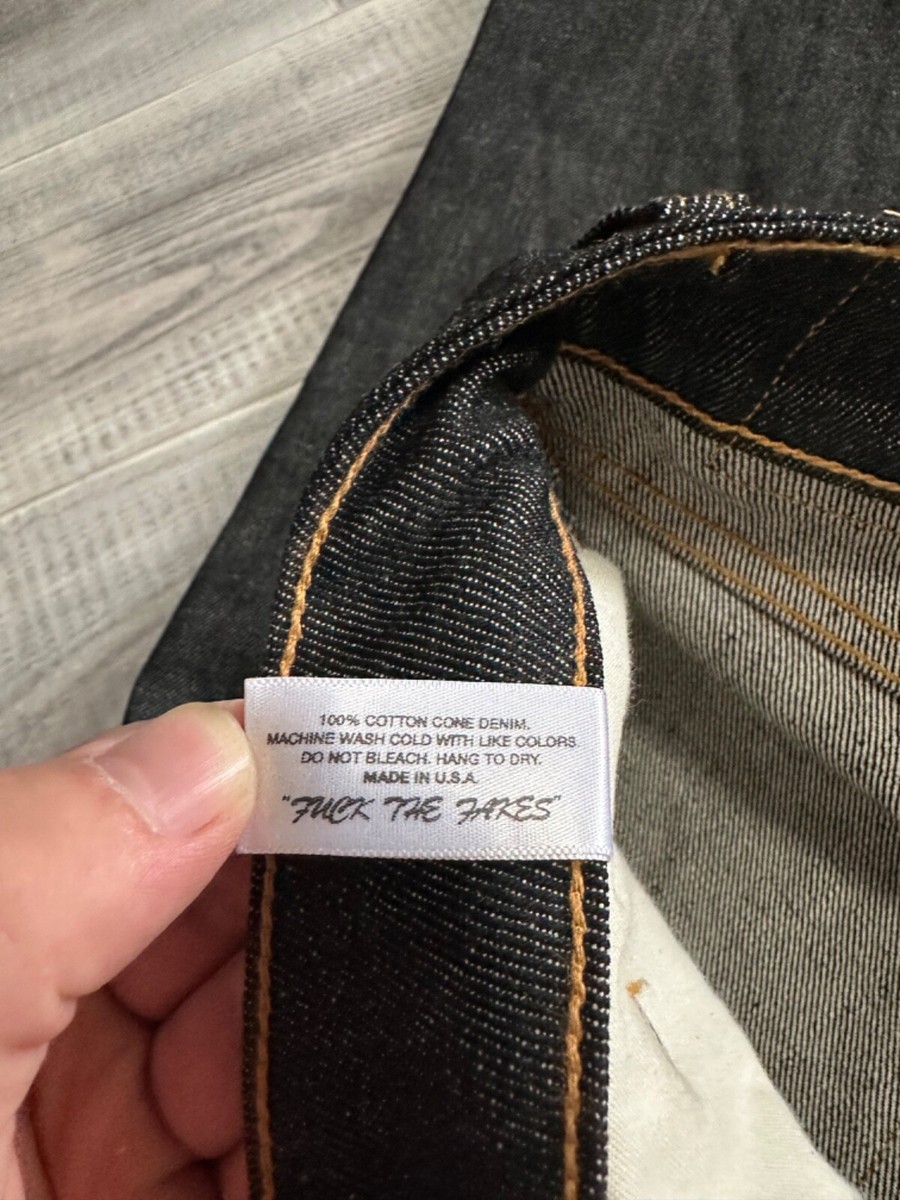 100% COTTON CONE DENIM.
MACHINE WASH COLD WITH LIKE COLORS.
DO NOT BLEACH. HANG TO DRY.
MADE IN U.S.A.
"FUCK THE FAKES"